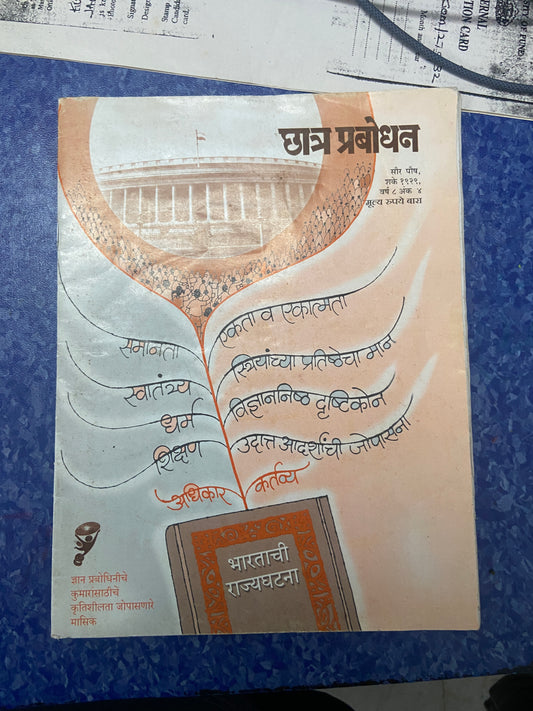 छात्र प्रबोधन
सौर पौष,
शके १९२९,
वर्ष ८ अंक ४
मूल्य रुपये बारा
एकता व एकात्मता
समानता
स्त्रियांच्या प्रतिष्ठेचा मान
स्वातंत्र्य
विज्ञाननिष्ठ दृष्टिकोन
धर्म
उदात्त आदर्शांची जोपासना
शिक्षण
अधिकार कर्तव्य
भारताची
राज्यघटना
ज्ञान प्रबोधिनीचे
कुमारांसाठीचे
कृतिशीलता जोपासणारे
मासिक